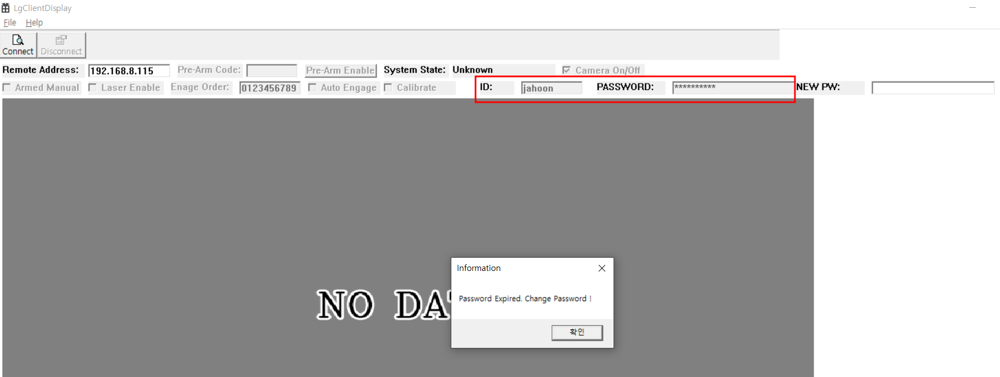 LgClientDisplay
File Help
Connect Disconnect
Remote Address: 192.168.8.115 Pre-Arm Code: Pre-Arm Enable System State: Unknown Camera On/Off
Armed Manual Laser Enable Enage Order: 0123456789 Auto Engage Calibrate ID: jahoon PASSWORD: ********** NEW PW:
Information
Password Expired. Change Password !
NO
확인